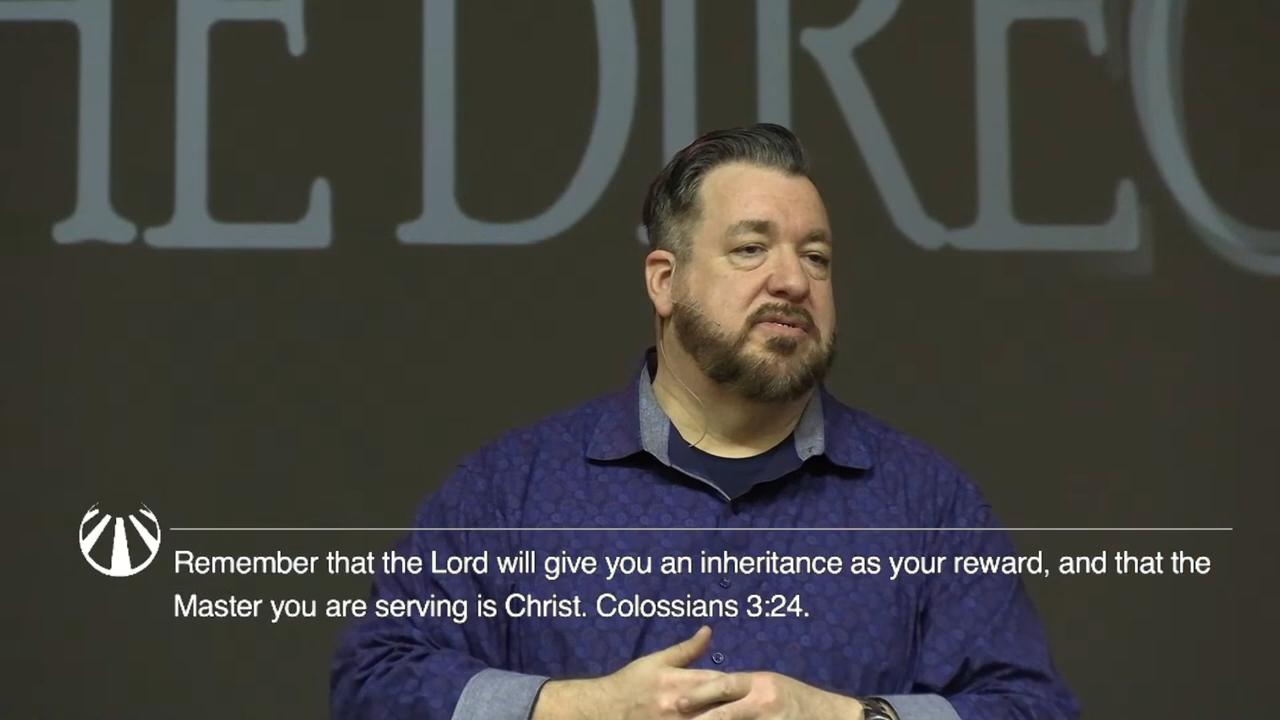 HE DIREC
Remember that the Lord will give you an inheritance as your reward, and that the
Master you are serving is Christ. Colossians 3:24.